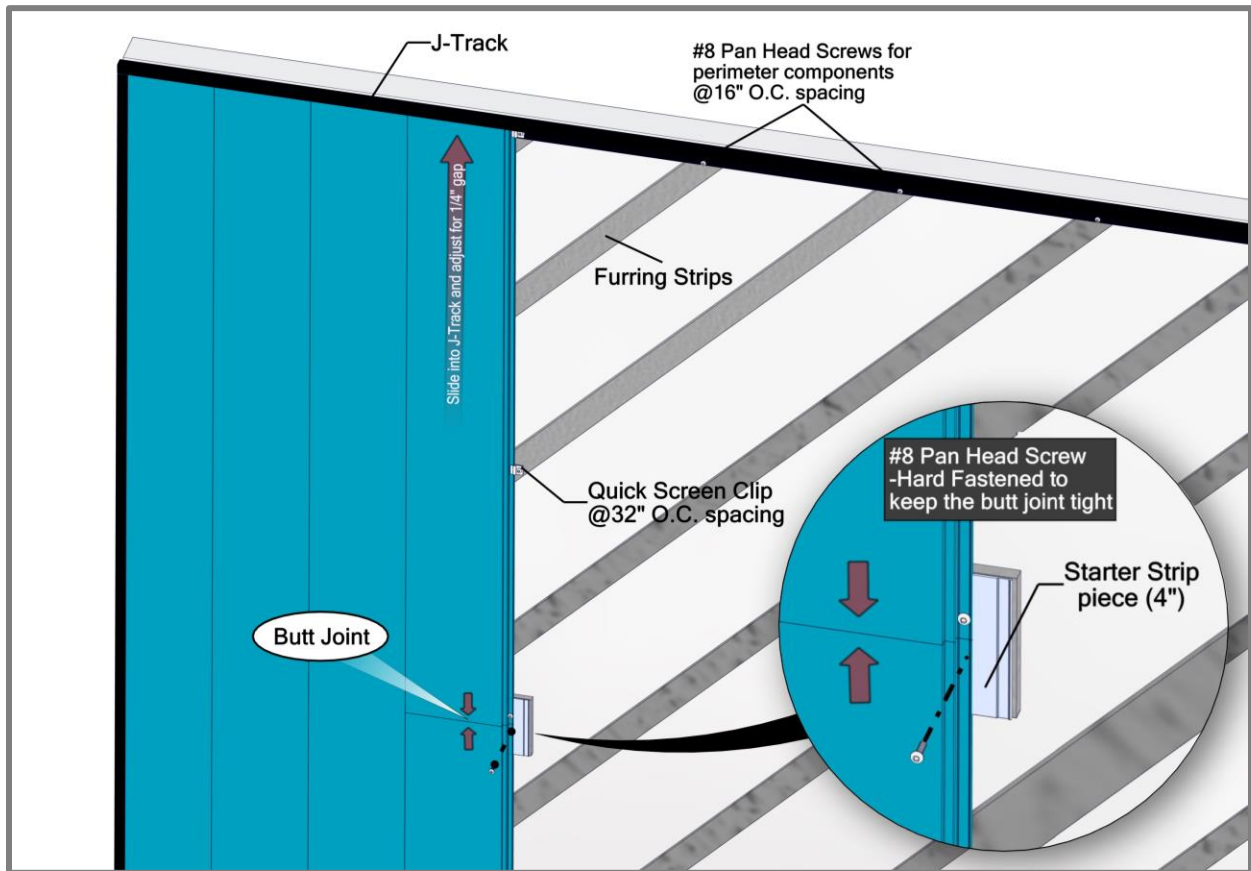 J-Track
#8 Pan Head Screws for
perimeter components
@16" O.C. spacing
Slide into J-Track and adjust for 1/4" gap
Furring Strips
Quick Screen Clip
@32" O.C. spacing
#8 Pan Head Screw
-Hard Fastened to
keep the butt joint tight
Starter Strip
piece (4")
Butt Joint